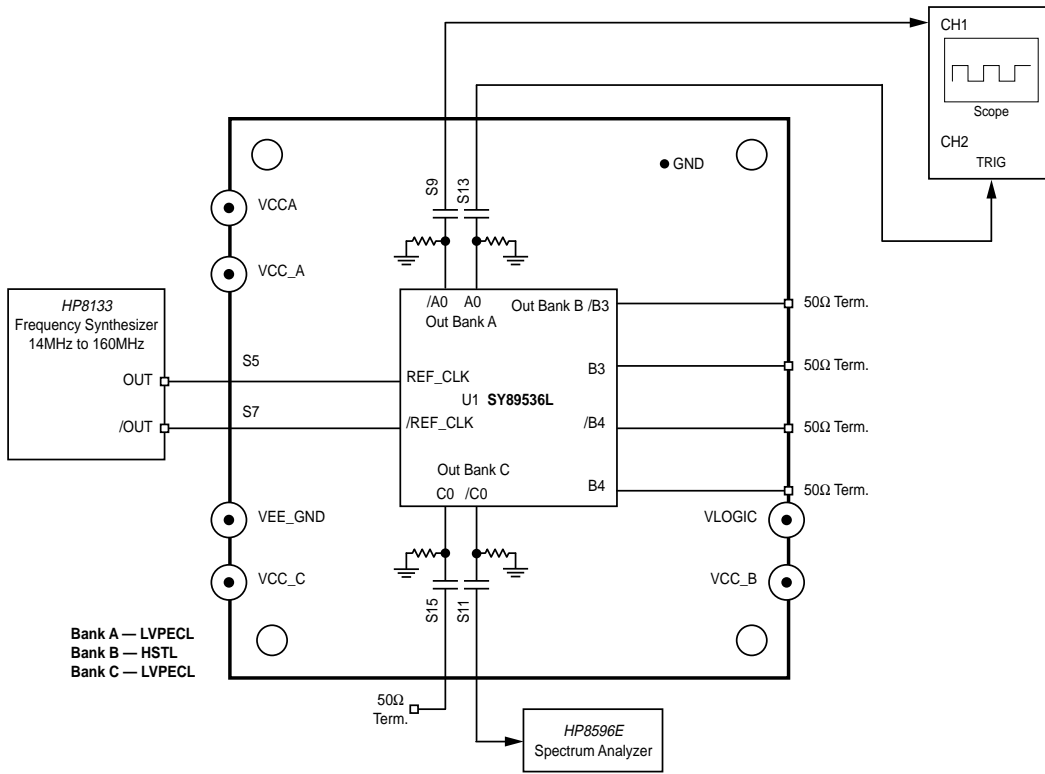 CH1
Scope
CH2
TRIG
GND
S9
S13
VCCA
VCC_A
HP8133
Frequency Synthesizer
14MHz to 160MHz
OUT
/OUT
S5
S7
/A0 A0
Out Bank A
Out Bank B /B3
B3
/B4
B4
REF_CLK
U1 SY89536L
/REF_CLK
Out Bank C
C0 /C0
50Ω Term.
50Ω Term.
50Ω Term.
50Ω Term.
VEE_GND
VCC_C
VLOGIC
VCC_B
S15
S11
Bank A — LVPECL
Bank B — HSTL
Bank C — LVPECL
50Ω
Term.
HP8596E
Spectrum Analyzer